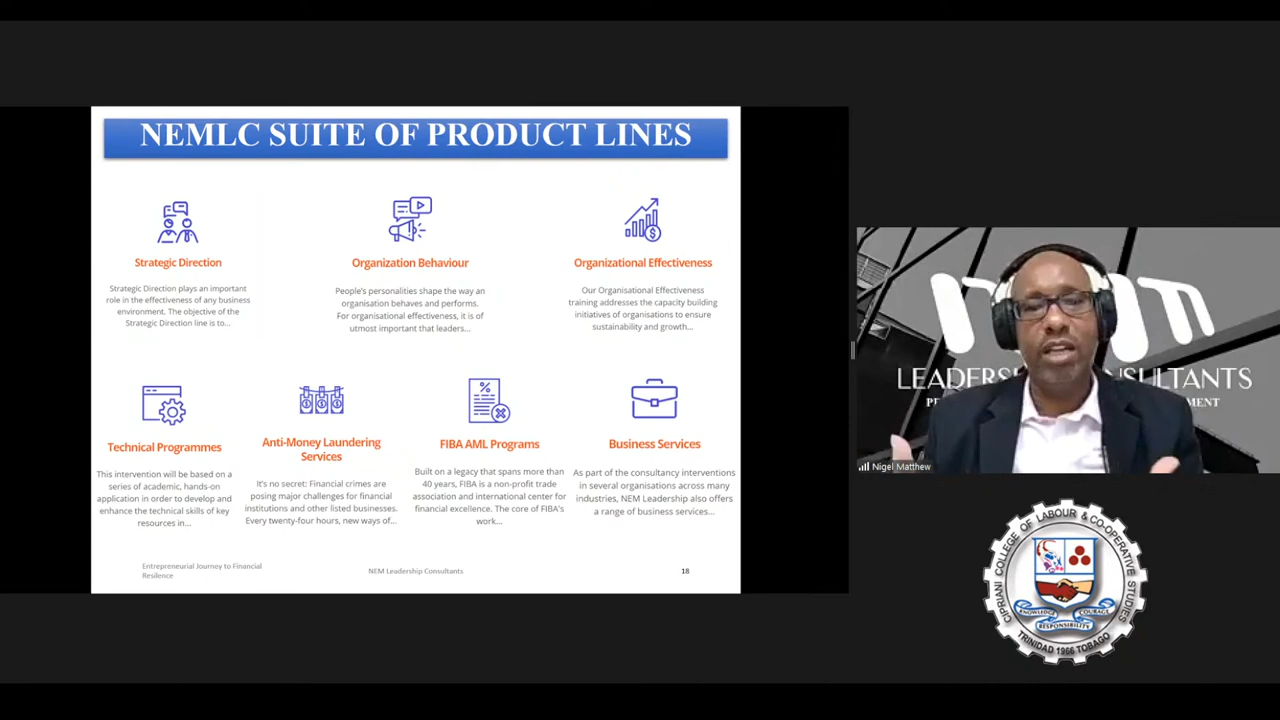 NEMLC SUITE OF PRODUCT LINES
Strategic Direction
Strategic Direction plays an important
role in the effectiveness of any business
environment. The objective of the
Strategic Direction line is to...
Organization Behaviour
People's personalities shape the way an
organisation behaves and performs.
For organisational effectiveness, it is of
utmost important that leaders...
Organizational Effectiveness
Our Organisational Effectiveness
training addresses the capacity building
initiatives of organisations to ensure
sustainability and growth...
Technical Programmes
This intervention will be based on a
series of academic, hands-on
application in order to develop and
enhance the technical skills of key
resources in...
Anti-Money Laundering
Services
It's no secret: Financial crimes are
posing major challenges for financial
institutions and other listed businesses.
Every twenty-four hours, new ways of...
FIBA AML Programs
Built on a legacy that spans more than
40 years, FIBA is a non-profit trade
association and international center for
financial excellence. The core of FIBA's
work...
Business Services
As part of the consultancy interventions
in several organisations across many
industries, NEM Leadership also offers
a range of business services...
Entrepreneurial Journey to Financial
Resilence
NEM Leadership Consultants
18
Nigel Matthew
CIPRIANI COLLEGE OF LABOUR & CO-OPERATIVE STUDIES
KNOWLEDGE
COURAGE
RESPONSIBILITY
TRINIDAD 1966 TOBAGO